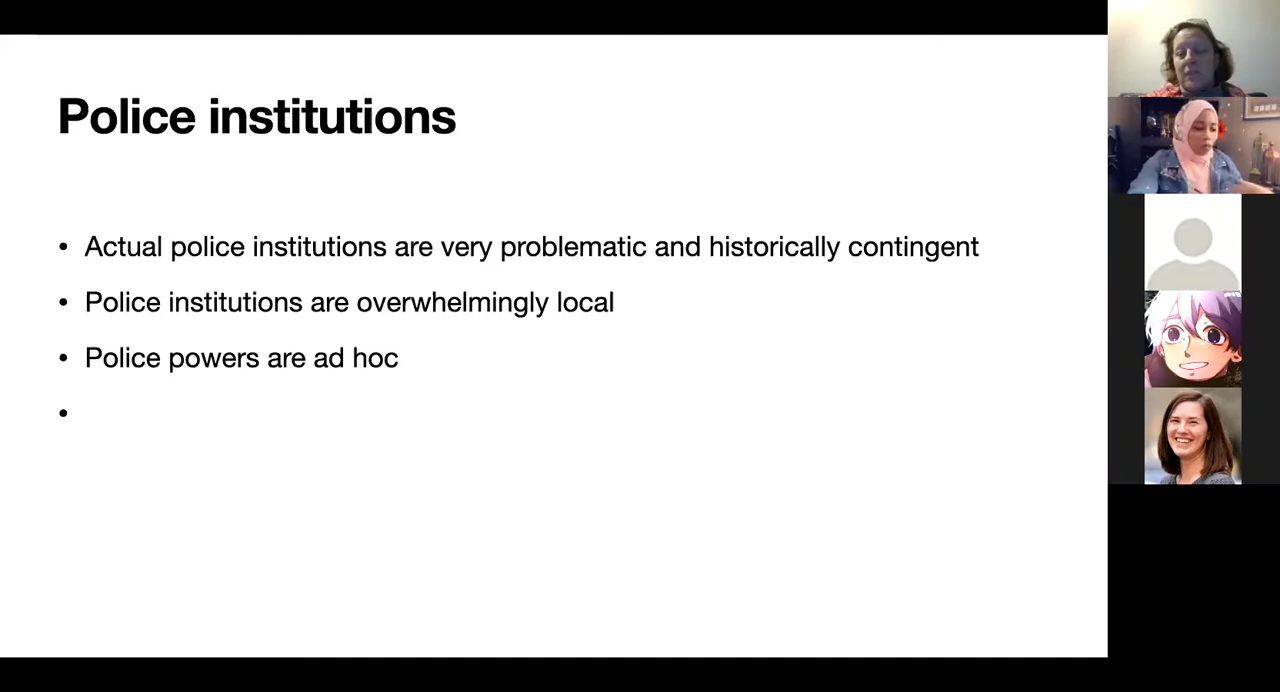 Police institutions
• Actual police institutions are very problematic and historically contingent
• Police institutions are overwhelmingly local
• Police powers are ad hoc
•